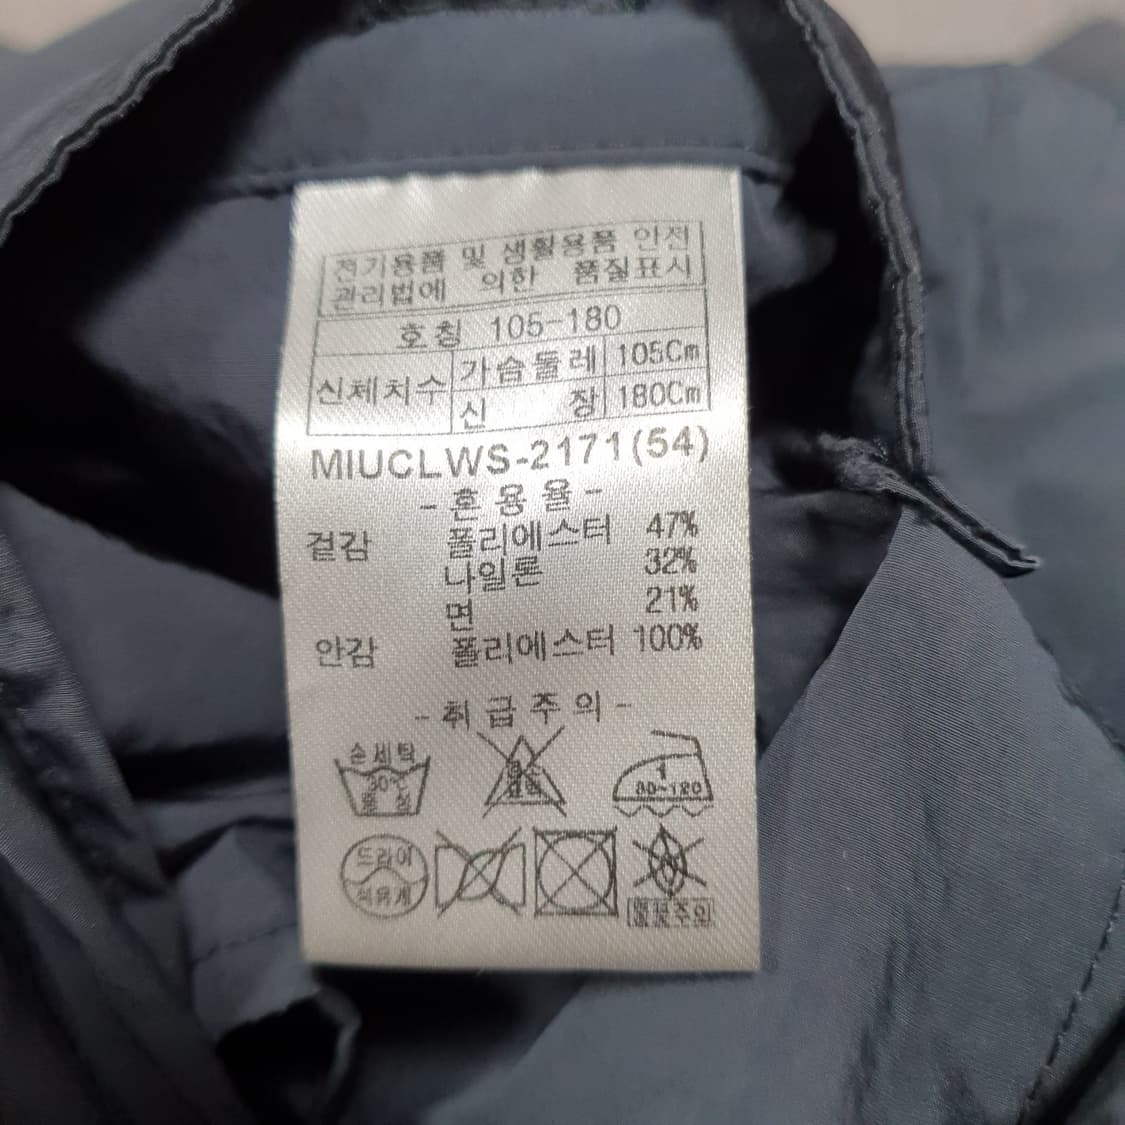 전기용품 및 생활용품 안전
관리법에 의한 품질표시
호칭 105-180
신체치수 가슴둘레 105Cm
신 장 180Cm
MIUCLWS-2171(54)
-혼용율-
겉감 폴리에스터 47%
나일론 32%
면 21%
안감 폴리에스터 100%
-취급주의-
손세탁
30℃ 1
중성 80~120
드라이
석유계
주의